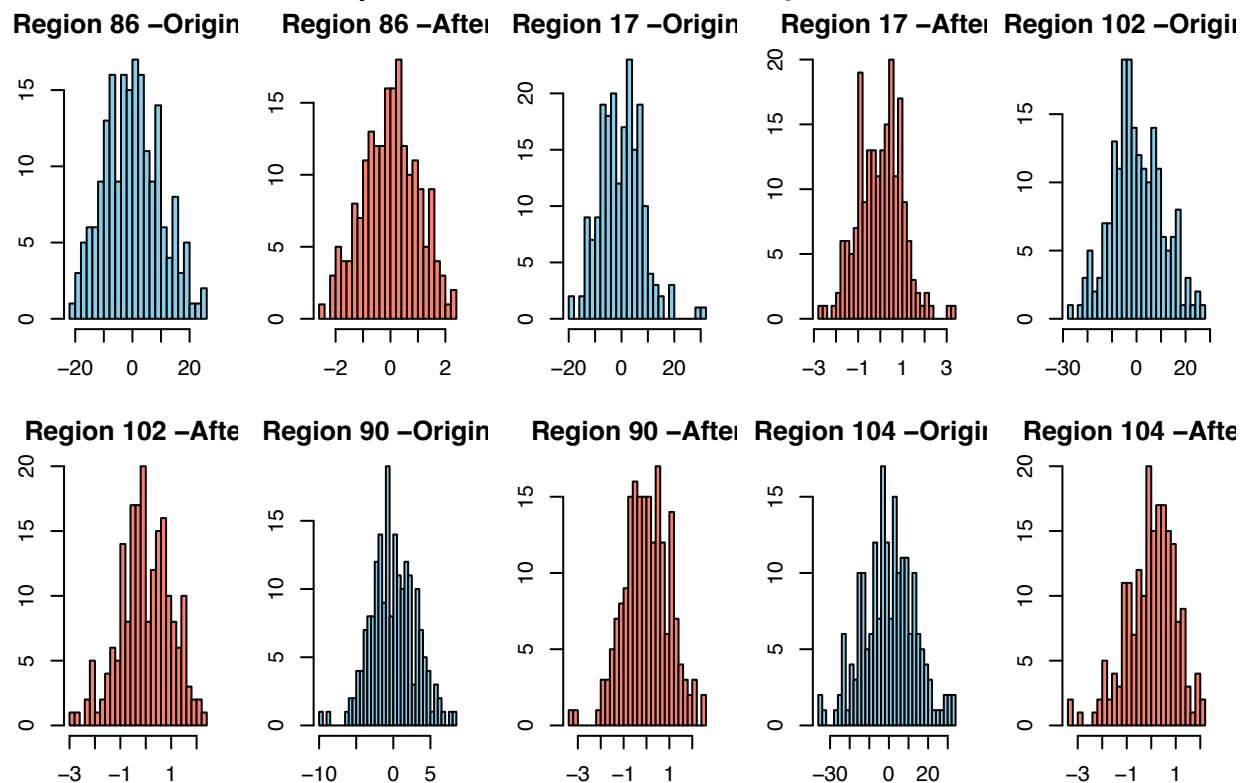 Region 86 −Origin
Region 86 −After
Region 17 −Origin
Region 17 −After
Region 102 −Origin
0 5 10 15
−20 0 20
0 5 10 15
−2 0 2
0 5 10 15 20
−20 0 20
0 5 10 15 20
−3 −1 1 3
0 5 10 15
−30 0 20
Region 102 −Afte
Region 90 −Origin
Region 90 −After
Region 104 −Origin
Region 104 −Afte
0 5 10 15 20
−3 −1 1
0 5 10 15
−10 0 5
0 5 10 15
−3 −1 1
0 5 10 15
−30 0 20
0 5 10 15 20
−3 −1 1